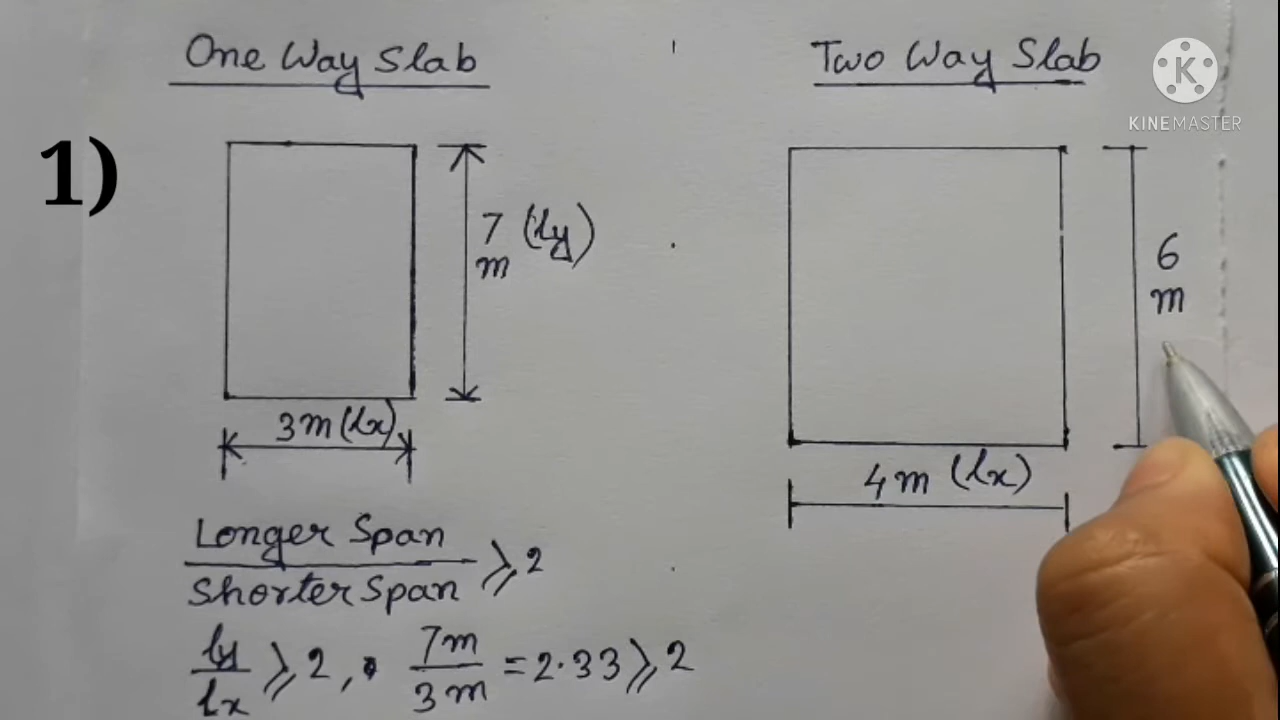 One Way Slab
Two Way Slab
K
KINEMASTER
1)
7 (ly)
m
3m (lx)
6
m
4m (lx)
Longer Span
Shorter Span ⩾ 2
ly
lx ⩾ 2, 7m
3m = 2.33 ⩾ 2